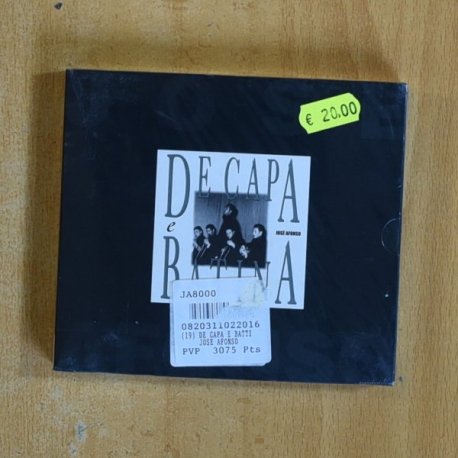 € 20.00
DE CAPA
e
JOSÉ AFONSO
BATINA
JA8000
0820311022016
(19) DE CAPA E BATTI
JOSE AFONSO
PVP 3075 Pts